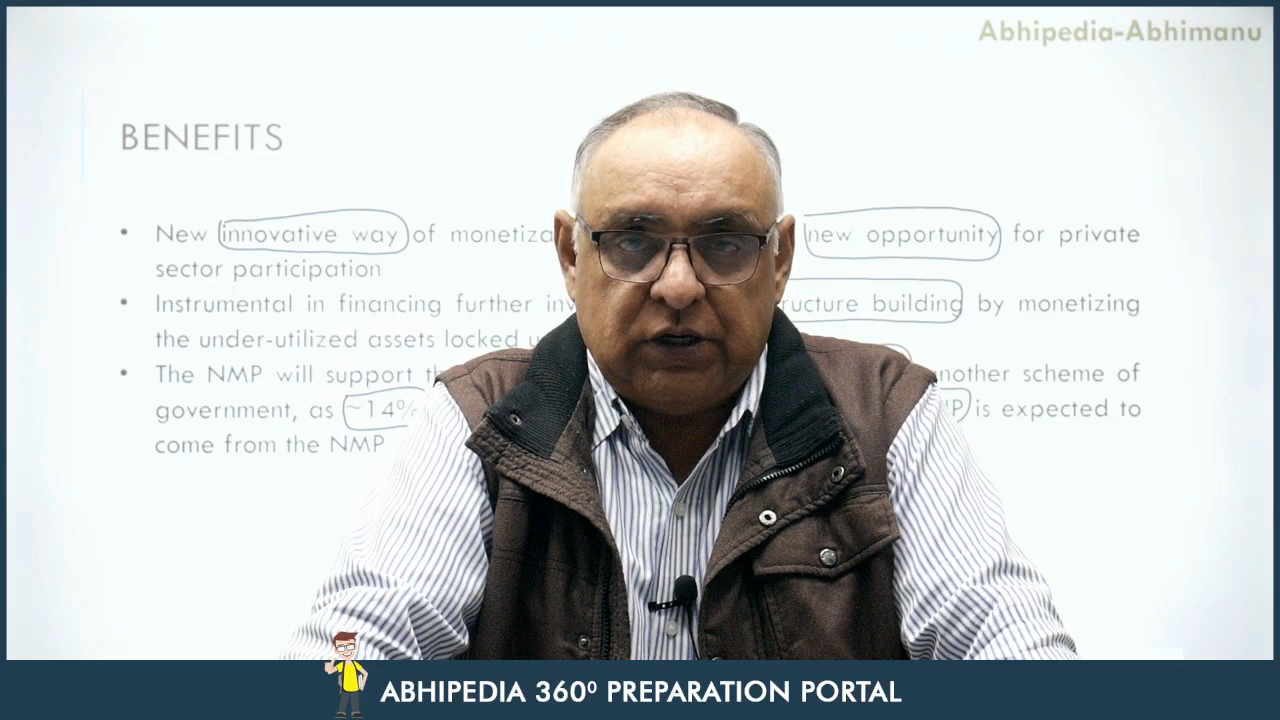 Abhipedia-Abhimanu
BENEFITS
• New innovative way of monetiza new opportunity for private
sector participation
• Instrumental in financing further inv ructure building by monetizing
the under-utilized assets locked u
• The NMP will support th nother scheme of
government, as ~14% IP is expected to
come from the NMP
ABHIPEDIA 360⁰ PREPARATION PORTAL